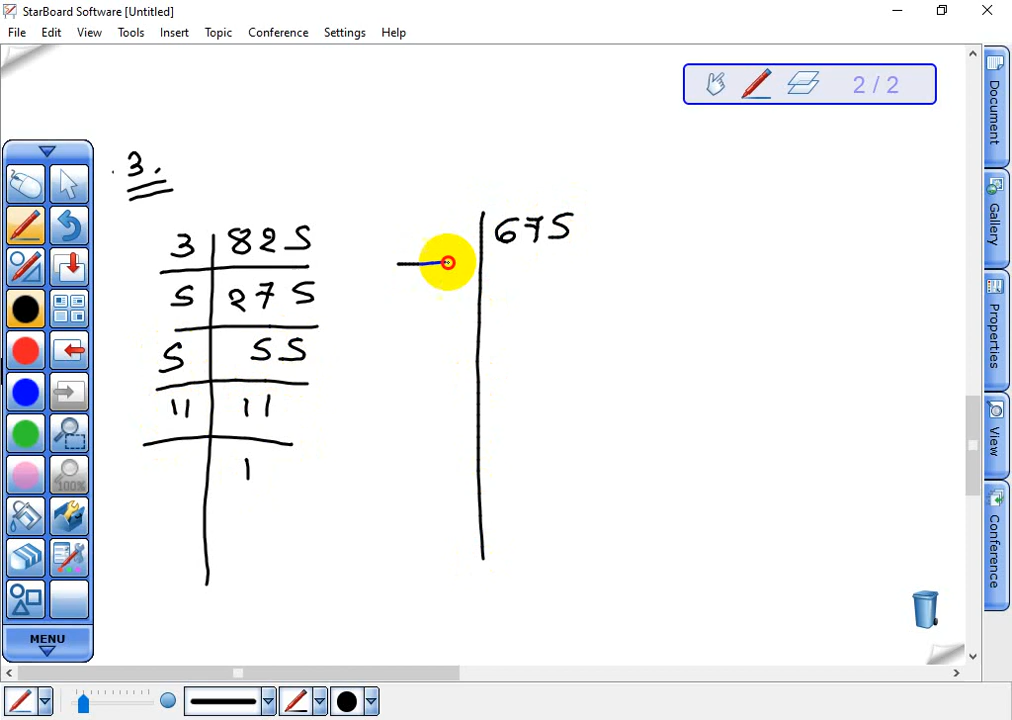 StarBoard Software [Untitled]
File Edit View Tools Insert Topic Conference Settings Help
2 / 2
Document
Gallery
Properties
View
Conference
3.
3 825
5 275
5 55
11 11
1
675
100%
MENU